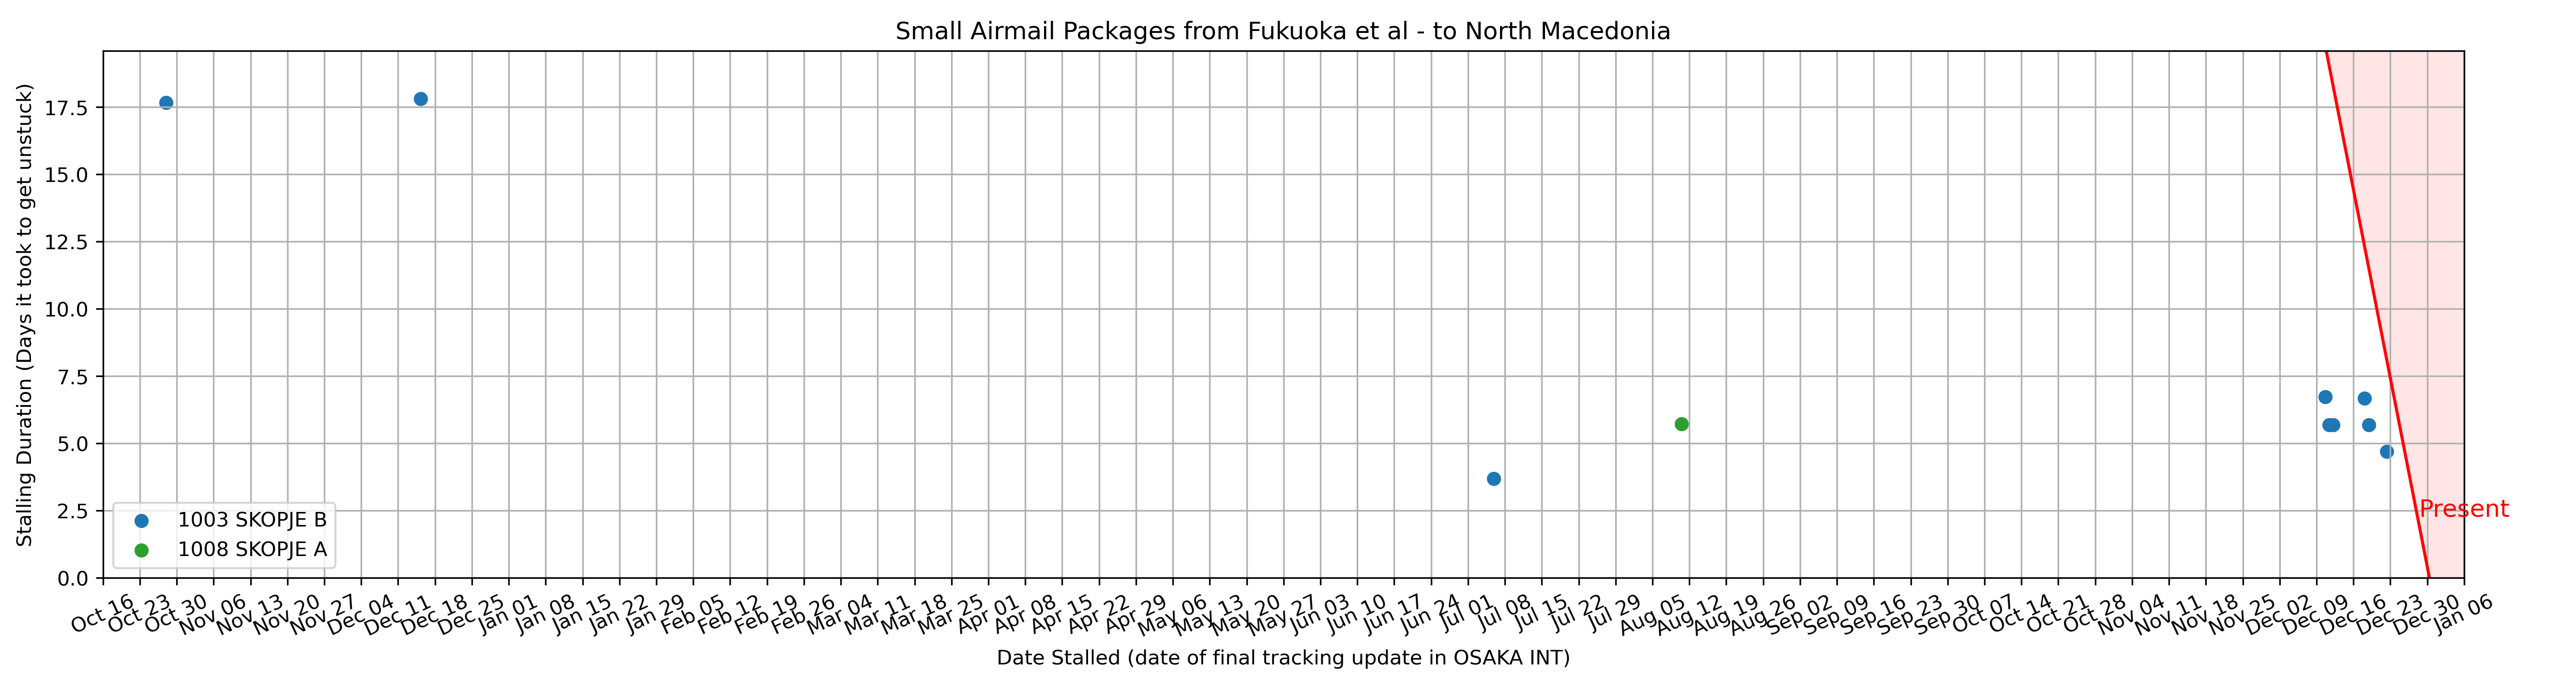 Small Airmail Packages from Fukuoka et al - to North Macedonia
Stalling Duration (Days it took to get unstuck)
17.5
15.0
12.5
10.0
7.5
5.0
2.5
0.0
1003 SKOPJE B
1008 SKOPJE A
Present
Oct 16
Oct 23
Oct 30
Nov 06
Nov 13
Nov 20
Nov 27
Dec 04
Dec 11
Dec 18
Dec 25
Jan 01
Jan 08
Jan 15
Jan 22
Jan 29
Feb 05
Feb 12
Feb 19
Feb 26
Mar 04
Mar 11
Mar 18
Mar 25
Apr 01
Apr 08
Apr 15
Apr 22
Apr 29
May 06
May 13
May 20
May 27
Jun 03
Jun 10
Jun 17
Jun 24
Jul 01
Jul 08
Jul 15
Jul 22
Jul 29
Aug 05
Aug 12
Aug 19
Aug 26
Sep 02
Sep 09
Sep 16
Sep 23
Sep 30
Oct 07
Oct 14
Oct 21
Oct 28
Nov 04
Nov 11
Nov 18
Nov 25
Dec 02
Dec 09
Dec 16
Dec 23
Dec 30
Jan 06
Date Stalled (date of final tracking update in OSAKA INT)